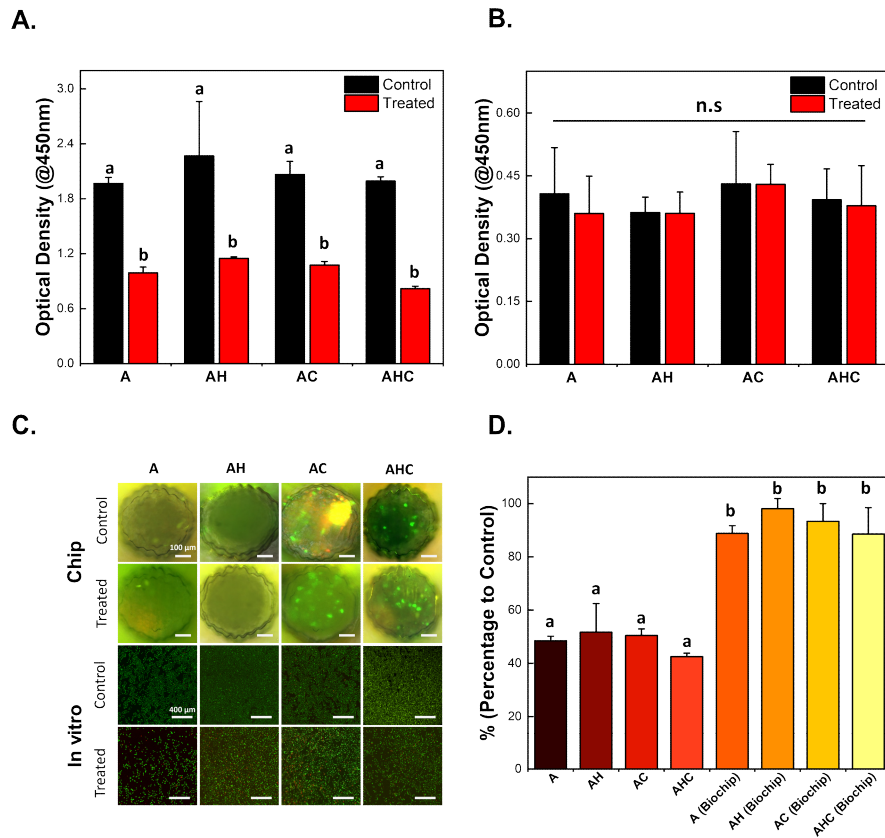 A.
Control
Treated
Optical Density (@450nm)
3.0
2.4
1.8
1.2
0.6
0.0
a
a
a
a
b
b
b
b
A
AH
AC
AHC
B.
Control
Treated
n.s
Optical Density (@450nm)
0.60
0.45
0.30
0.15
0.00
A
AH
AC
AHC
C.
A
AH
AC
AHC
Chip
Control
100 µm
Treated
In vitro
Control
400 µm
Treated
D.
% (Percentage to Control)
100
80
60
40
20
0
a
a
a
a
b
b
b
b
A
AH
AC
AHC
A (Biochip)
AH (Biochip)
AC (Biochip)
AHC (Biochip)